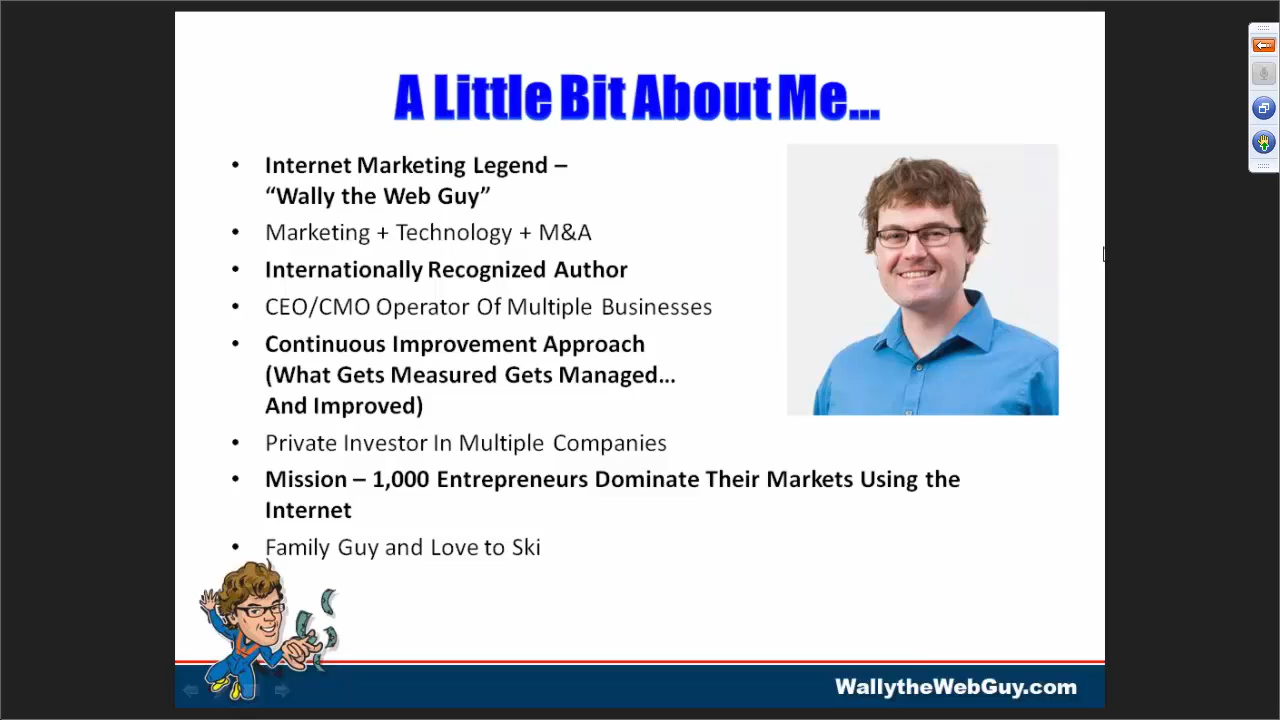 A Little Bit About Me...
• Internet Marketing Legend –
“Wally the Web Guy”
• Marketing + Technology + M&A
• Internationally Recognized Author
• CEO/CMO Operator Of Multiple Businesses
• Continuous Improvement Approach
(What Gets Measured Gets Managed...
And Improved)
• Private Investor In Multiple Companies
• Mission – 1,000 Entrepreneurs Dominate Their Markets Using the
Internet
• Family Guy and Love to Ski
WallytheWebGuy.com